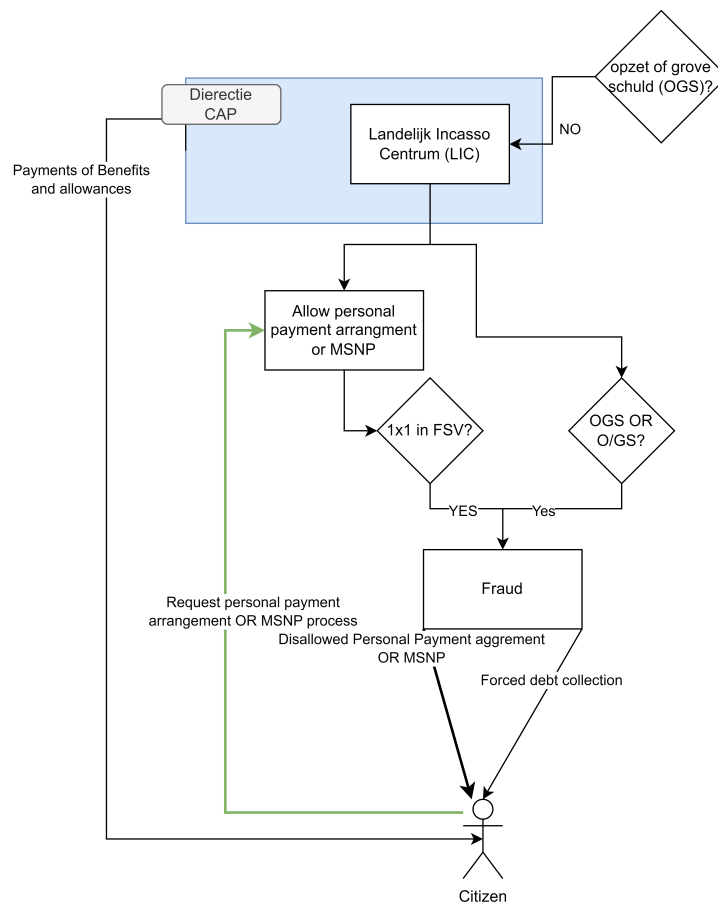 opzet of grove
schuld (OGS)?
Dierectie
CAP
Landelijk Incasso
Centrum (LIC)
NO
Payments of Benefits
and allowances
Allow personal
payment arrangment
or MSNP
1x1 in FSV?
OGS OR
O/GS?
YES
Yes
Fraud
Request personal payment
arrangement OR MSNP process
Disallowed Personal Payment aggrement
OR MSNP
Forced debt collection
Citizen